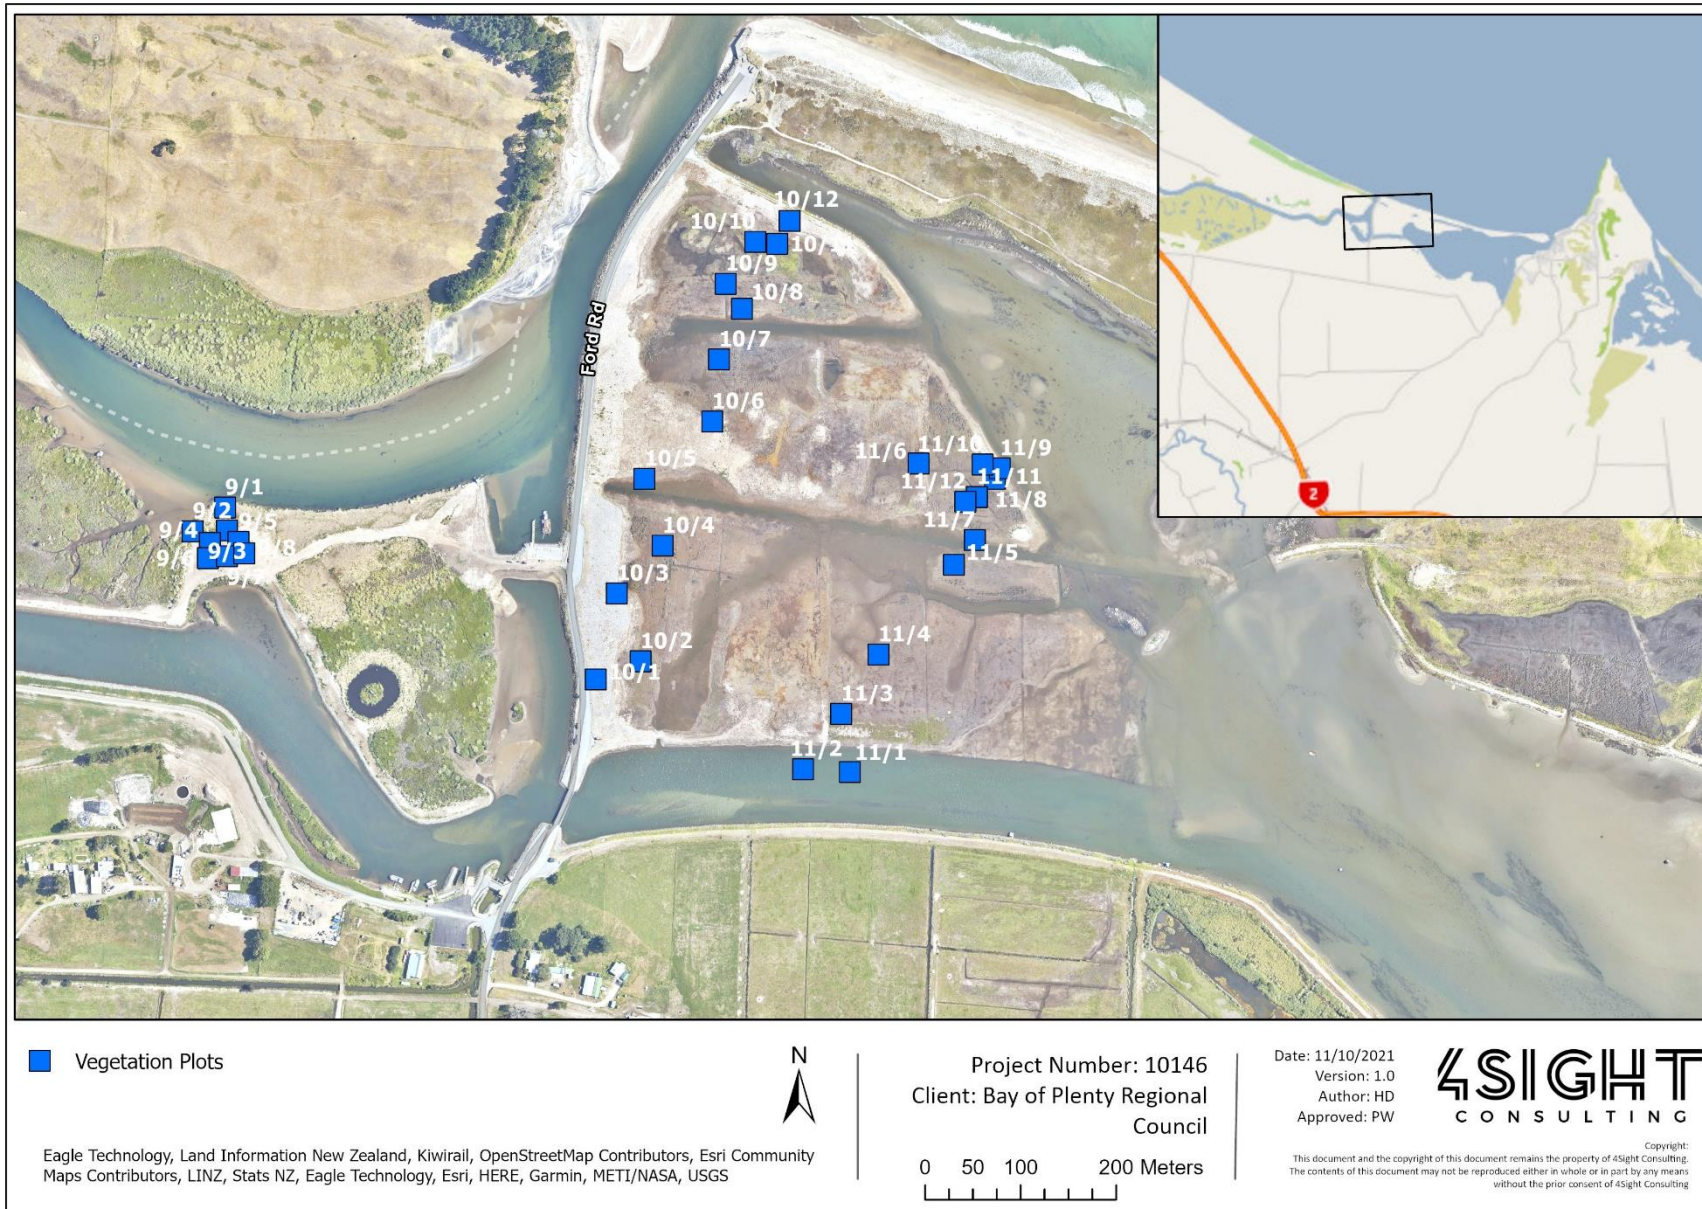 10/12
10/10
10/9
10/8
10/7
Ford Rd
10/6
11/10
11/9
11/6
10/5
11/11
11/12
11/8
9/1
9/2
9/5
9/4
11/7
10/4
9/3
11/5
10/3
11/4
10/2
10/1
11/3
11/2
11/1
2
Vegetation Plots
N
Eagle Technology, Land Information New Zealand, Kiwirail, OpenStreetMap Contributors, Esri Community
Maps Contributors, LINZ, Stats NZ, Eagle Technology, Esri, HERE, Garmin, METI/NASA, USGS
Project Number: 10146
Client: Bay of Plenty Regional
Council
0 50 100 200 Meters
Date: 11/10/2021
Version: 1.0
Author: HD
Approved: PW
4SIGHT
CONSULTING
Copyright:
This document and the copyright of this document remains the property of 4Sight Consulting.
The contents of this document may not be reproduced either in whole or in part by any means
without the prior consent of 4Sight Consulting